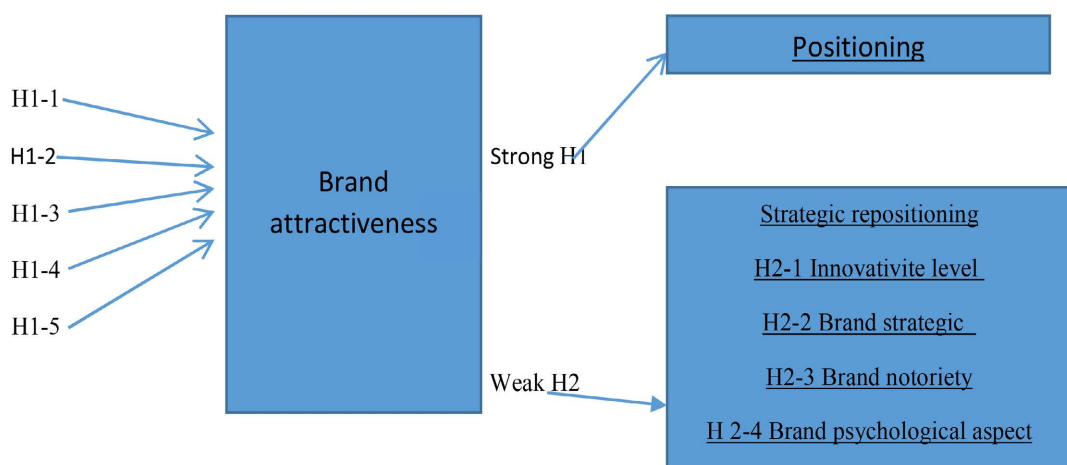 H1-1
H1-2
H1-3
H1-4
H1-5
Brand
attractiveness
Strong H1
Weak H2
Positioning
Strategic repositioning
H2-1 Innovativite level
H2-2 Brand strategic
H2-3 Brand notoriety
H 2-4 Brand psychological aspect